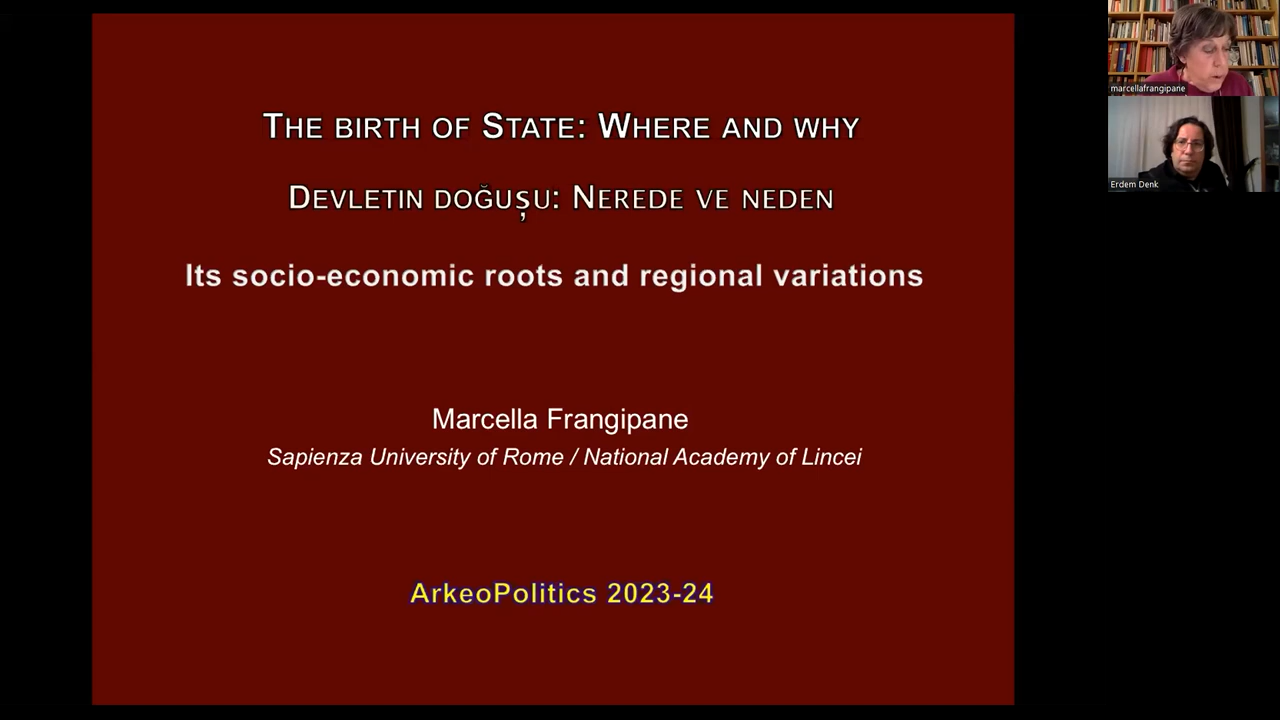 THE BIRTH OF STATE: WHERE AND WHY
DEVLETIN DOĞUȘU: NEREDE VE NEDEN
Its socio-economic roots and regional variations
Marcella Frangipane
Sapienza University of Rome / National Academy of Lincei
ArkeoPolitics 2023-24
marcellafrangipane
Erdem Denk